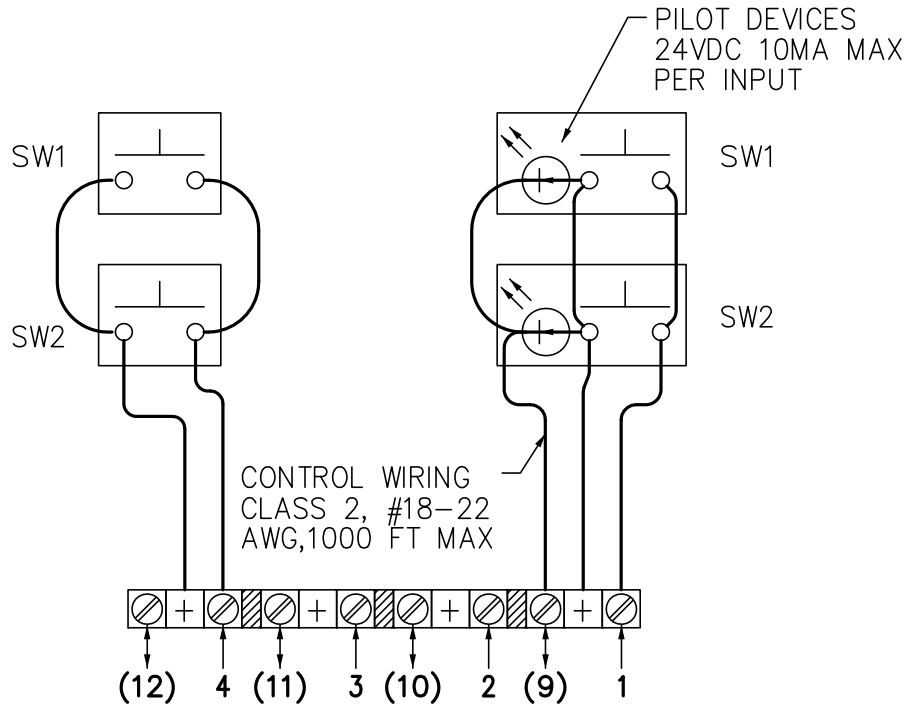 PILOT DEVICES
24VDC 10MA MAX
PER INPUT
SW1
SW1
SW2
SW2
CONTROL WIRING
CLASS 2, #18-22
AWG,1000 FT MAX
+ + + +
(12) 4 (11) 3 (10) 2 (9) 1